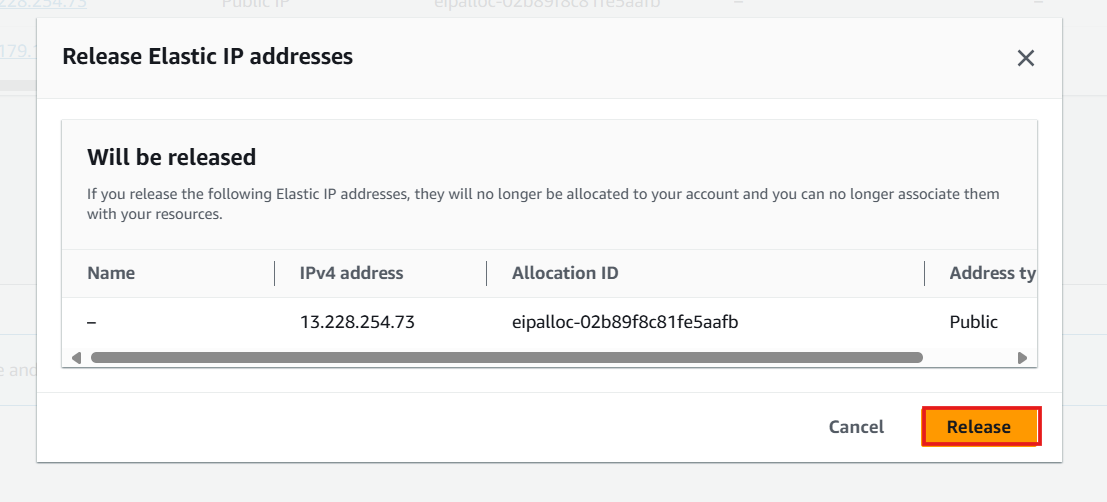 228.254.73 Public IP eipalloc-02b89f8c81fe5aafb – –
Release Elastic IP addresses
179.
Will be released
If you release the following Elastic IP addresses, they will no longer be allocated to your account and you can no longer associate them
with your resources.
Name IPv4 address Allocation ID Address ty
– 13.228.254.73 eipalloc-02b89f8c81fe5aafb Public
e and
Cancel Release